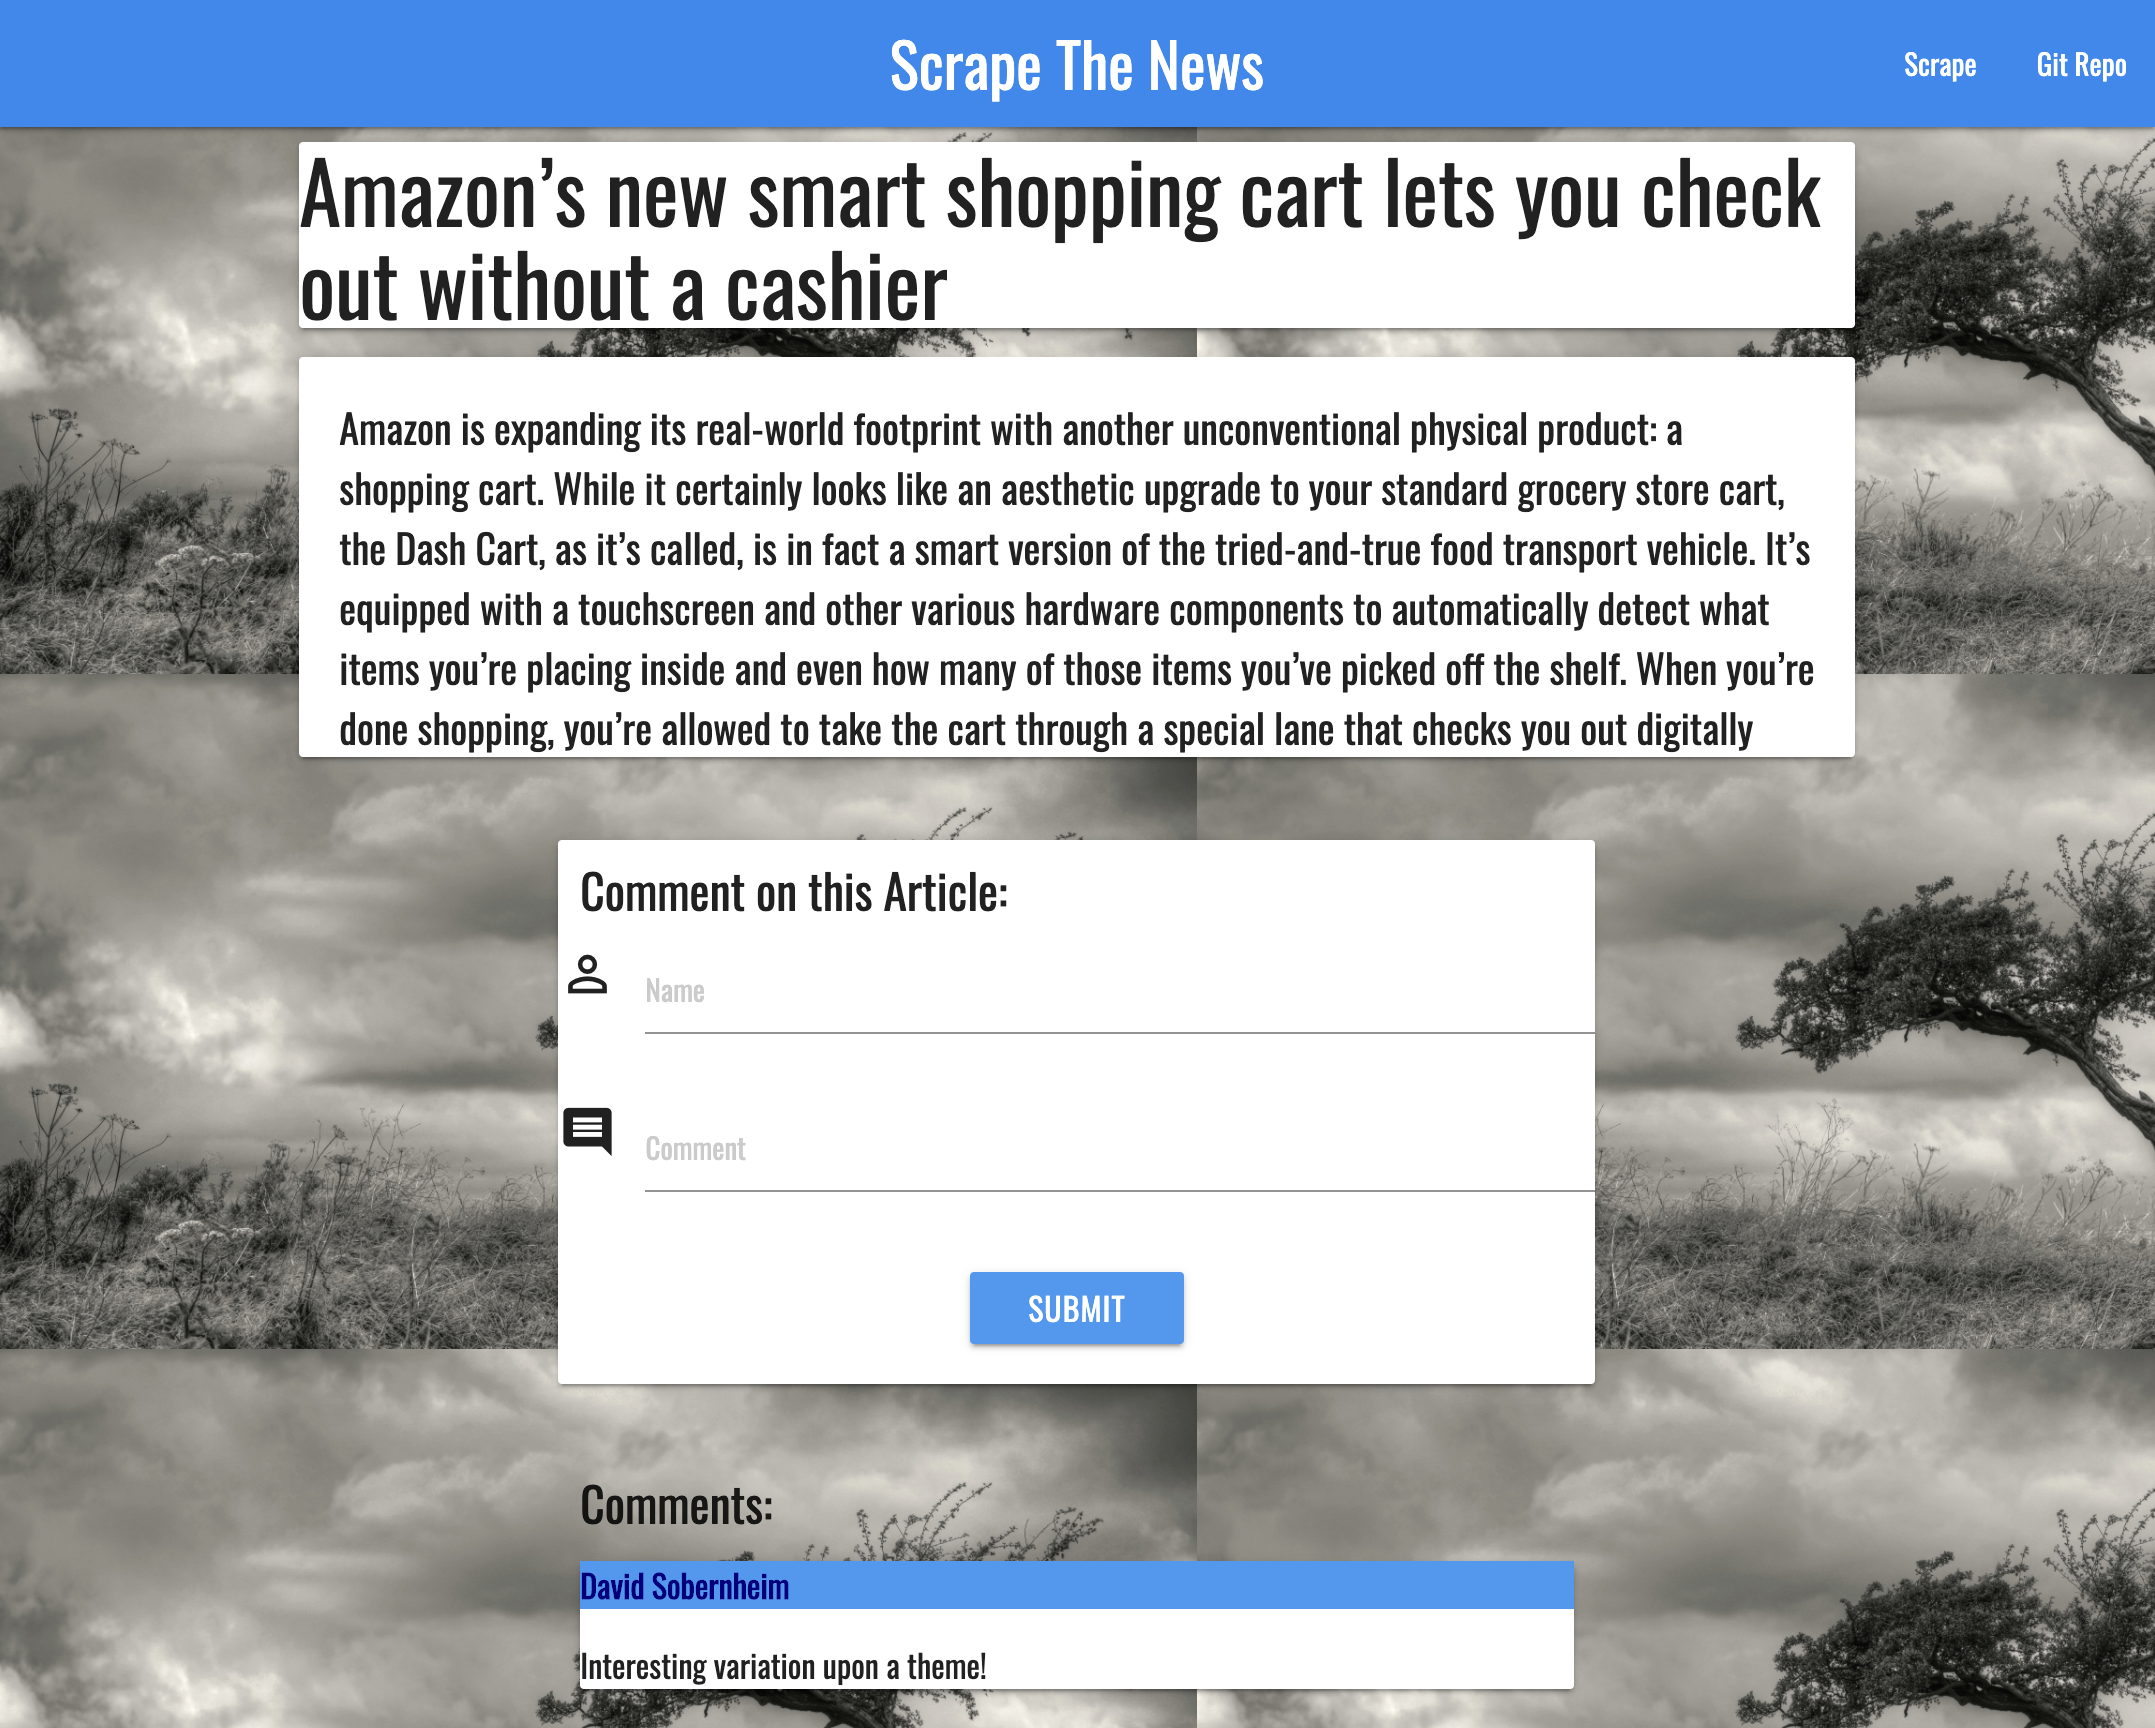 Scrape The News
Scrape
Git Repo
Amazon’s new smart shopping cart lets you check
out without a cashier
Amazon is expanding its real-world footprint with another unconventional physical product: a
shopping cart. While it certainly looks like an aesthetic upgrade to your standard grocery store cart,
the Dash Cart, as it’s called, is in fact a smart version of the tried-and-true food transport vehicle. It’s
equipped with a touchscreen and other various hardware components to automatically detect what
items you’re placing inside and even how many of those items you’ve picked off the shelf. When you’re
done shopping, you’re allowed to take the cart through a special lane that checks you out digitally
Comment on this Article:
Name
Comment
SUBMIT
Comments:
David Sobernheim
Interesting variation upon a theme!